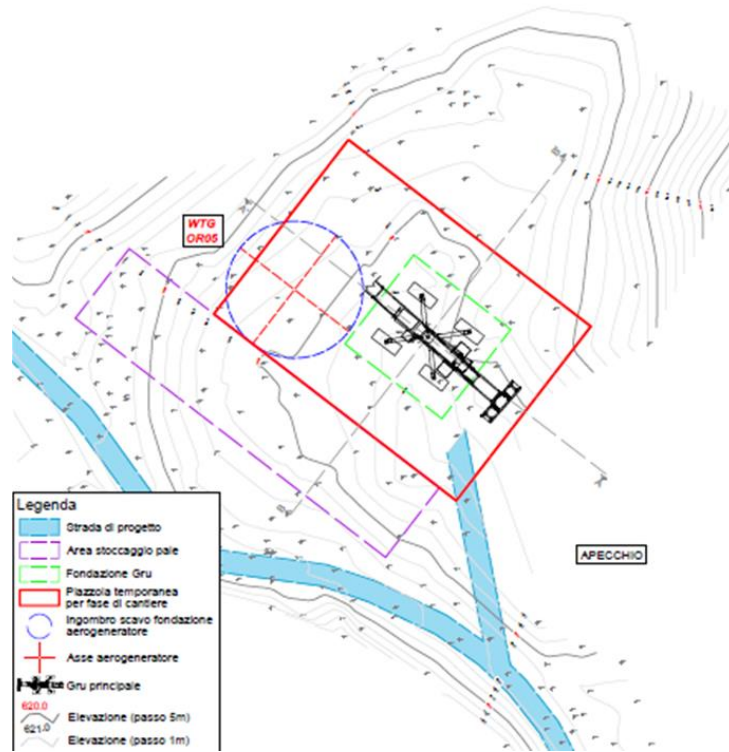 WTG
OR05
APECCHIO
Legenda
Strada di progetto
Area stoccaggio pale
Fondazione Gru
Piazzola temporanea
per fase di cantiere
Ingombro scavo fondazione
aerogeneratore
Asse aerogeneratore
Gru principale
620.0
Elevazione (passo 5m)
621.0
Elevazione (passo 1m)